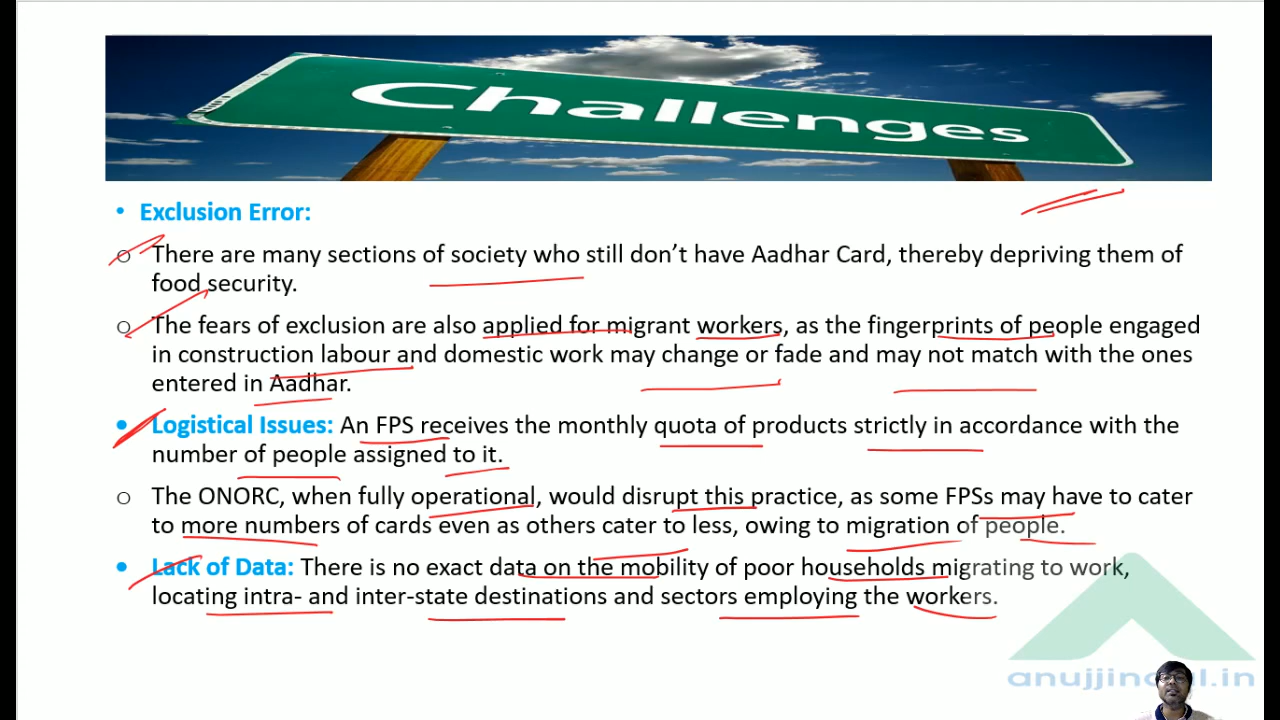 Challenges
• Exclusion Error:
o There are many sections of society who still don't have Aadhar Card, thereby depriving them of
food security.
o The fears of exclusion are also applied for migrant workers, as the fingerprints of people engaged
in construction labour and domestic work may change or fade and may not match with the ones
entered in Aadhar.
• Logistical Issues: An FPS receives the monthly quota of products strictly in accordance with the
number of people assigned to it.
o The ONORC, when fully operational, would disrupt this practice, as some FPSs may have to cater
to more numbers of cards even as others cater to less, owing to migration of people.
• Lack of Data: There is no exact data on the mobility of poor households migrating to work,
locating intra- and inter-state destinations and sectors employing the workers.